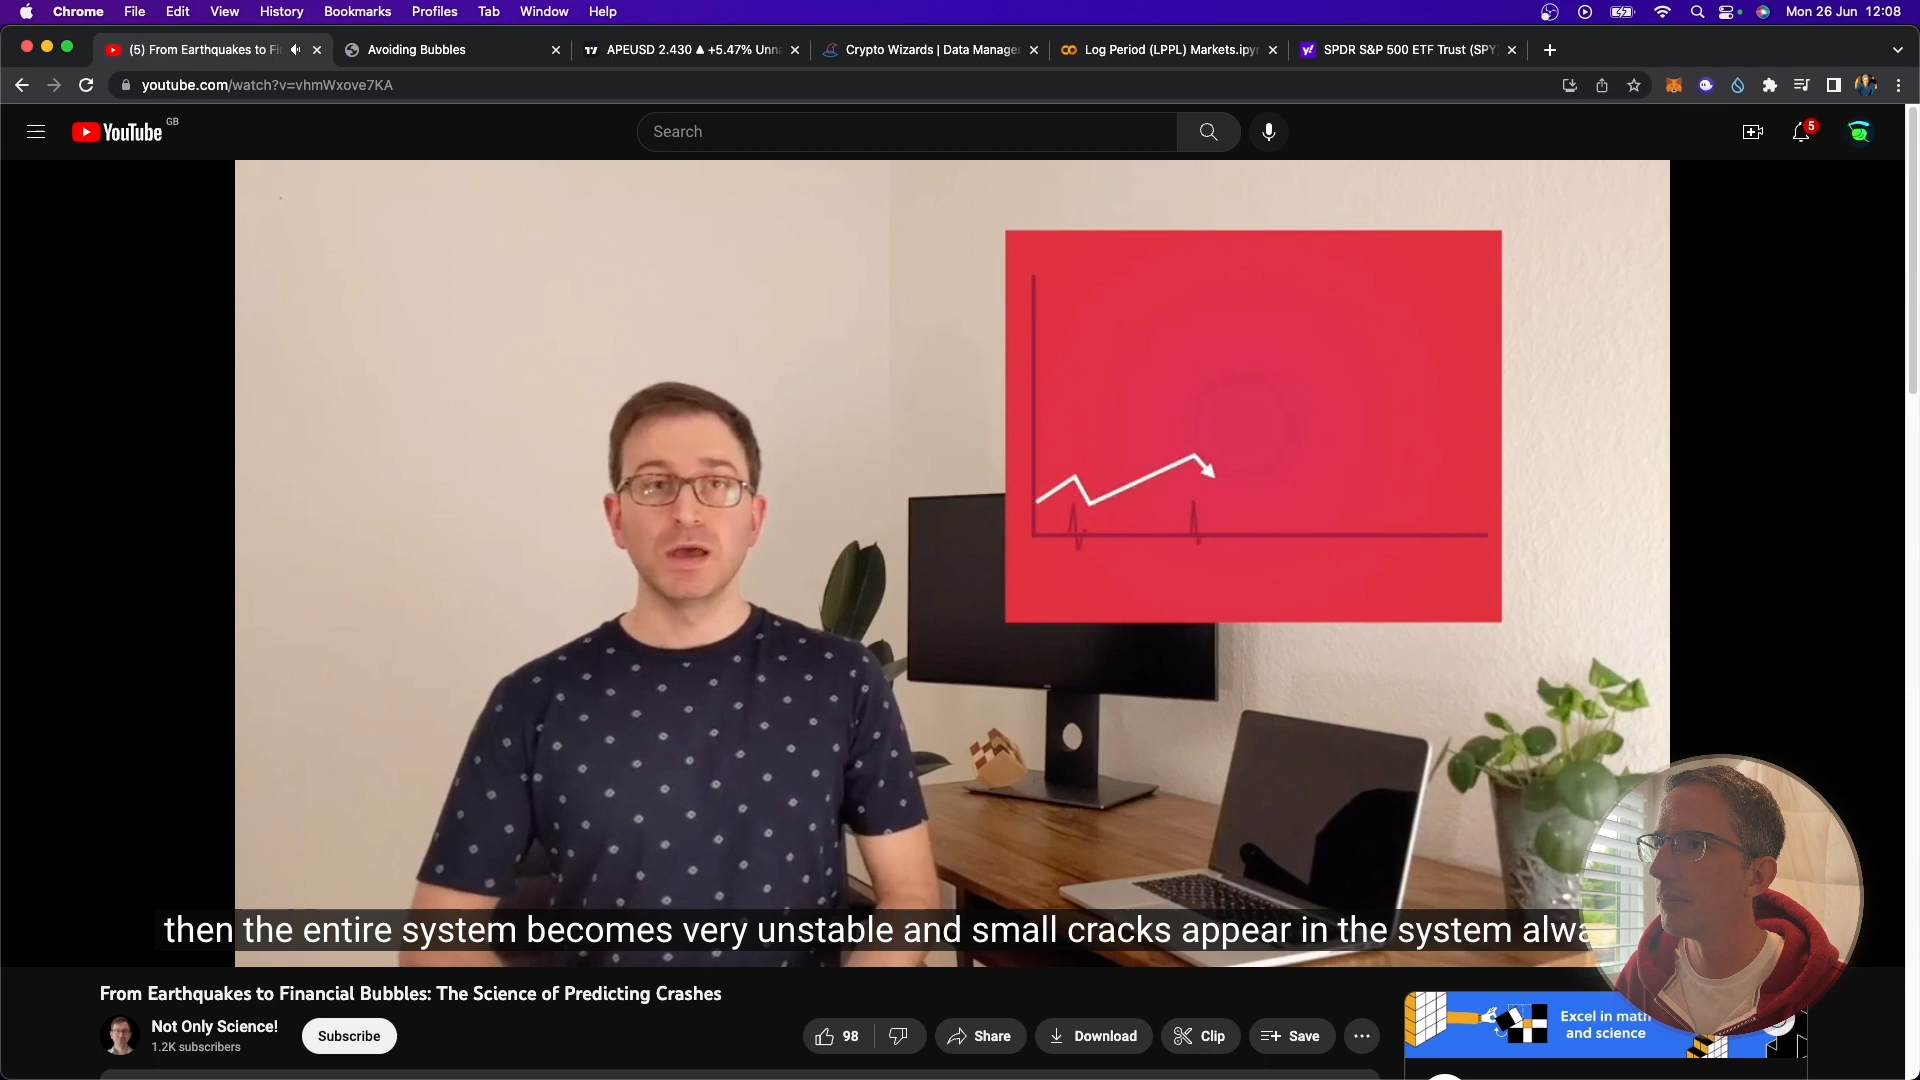 Chrome File Edit View History Bookmarks Profiles Tab Window Help Mon 26 Jun 12:08
(5) From Earthquakes to Fi
Avoiding Bubbles
APEUSD 2.430 ▲ +5.47% Unna
Crypto Wizards | Data Manager
Log Period (LPPL) Markets.ipyn
SPDR S&P 500 ETF Trust (SPY
youtube.com/watch?v=vhmWxove7KA
YouTube GB
Search
5
then the entire system becomes very unstable and small cracks appear in the system alwa
From Earthquakes to Financial Bubbles: The Science of Predicting Crashes
Not Only Science!
1.2K subscribers
Subscribe
98
Share
Download
Clip
Save
Excel in math
and science